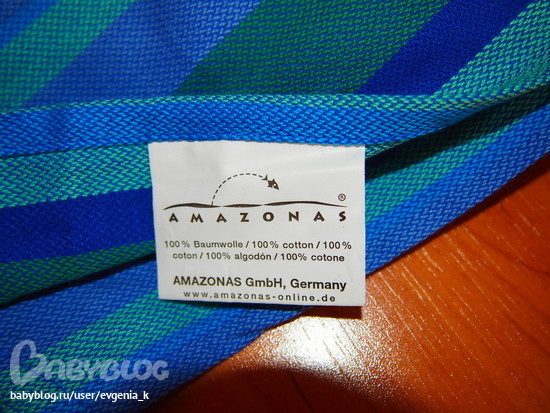 AMAZONAS ®
100% Baumwolle / 100% cotton / 100%
coton / 100% algodón / 100% cotone
AMAZONAS GmbH, Germany
www.amazonas-online.de
BABYBLOG
babyblog.ru/user/evgenia_k